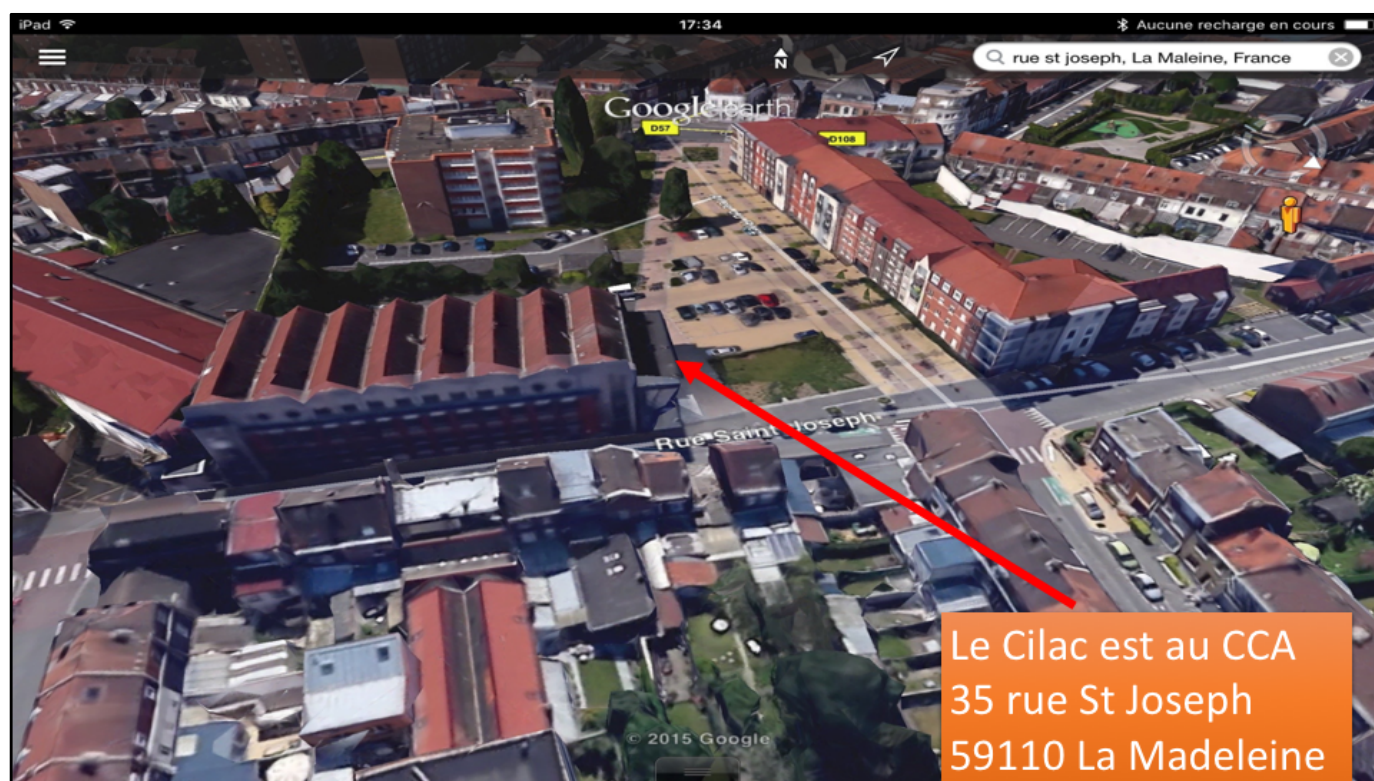 iPad
17:34
Aucune recharge en cours
N
rue st joseph, La Maleine, France
Google earth
D57
D108
Rue Saint-Joseph
Le Cilac est au CCA
35 rue St Joseph
59110 La Madeleine
© 2015 Google